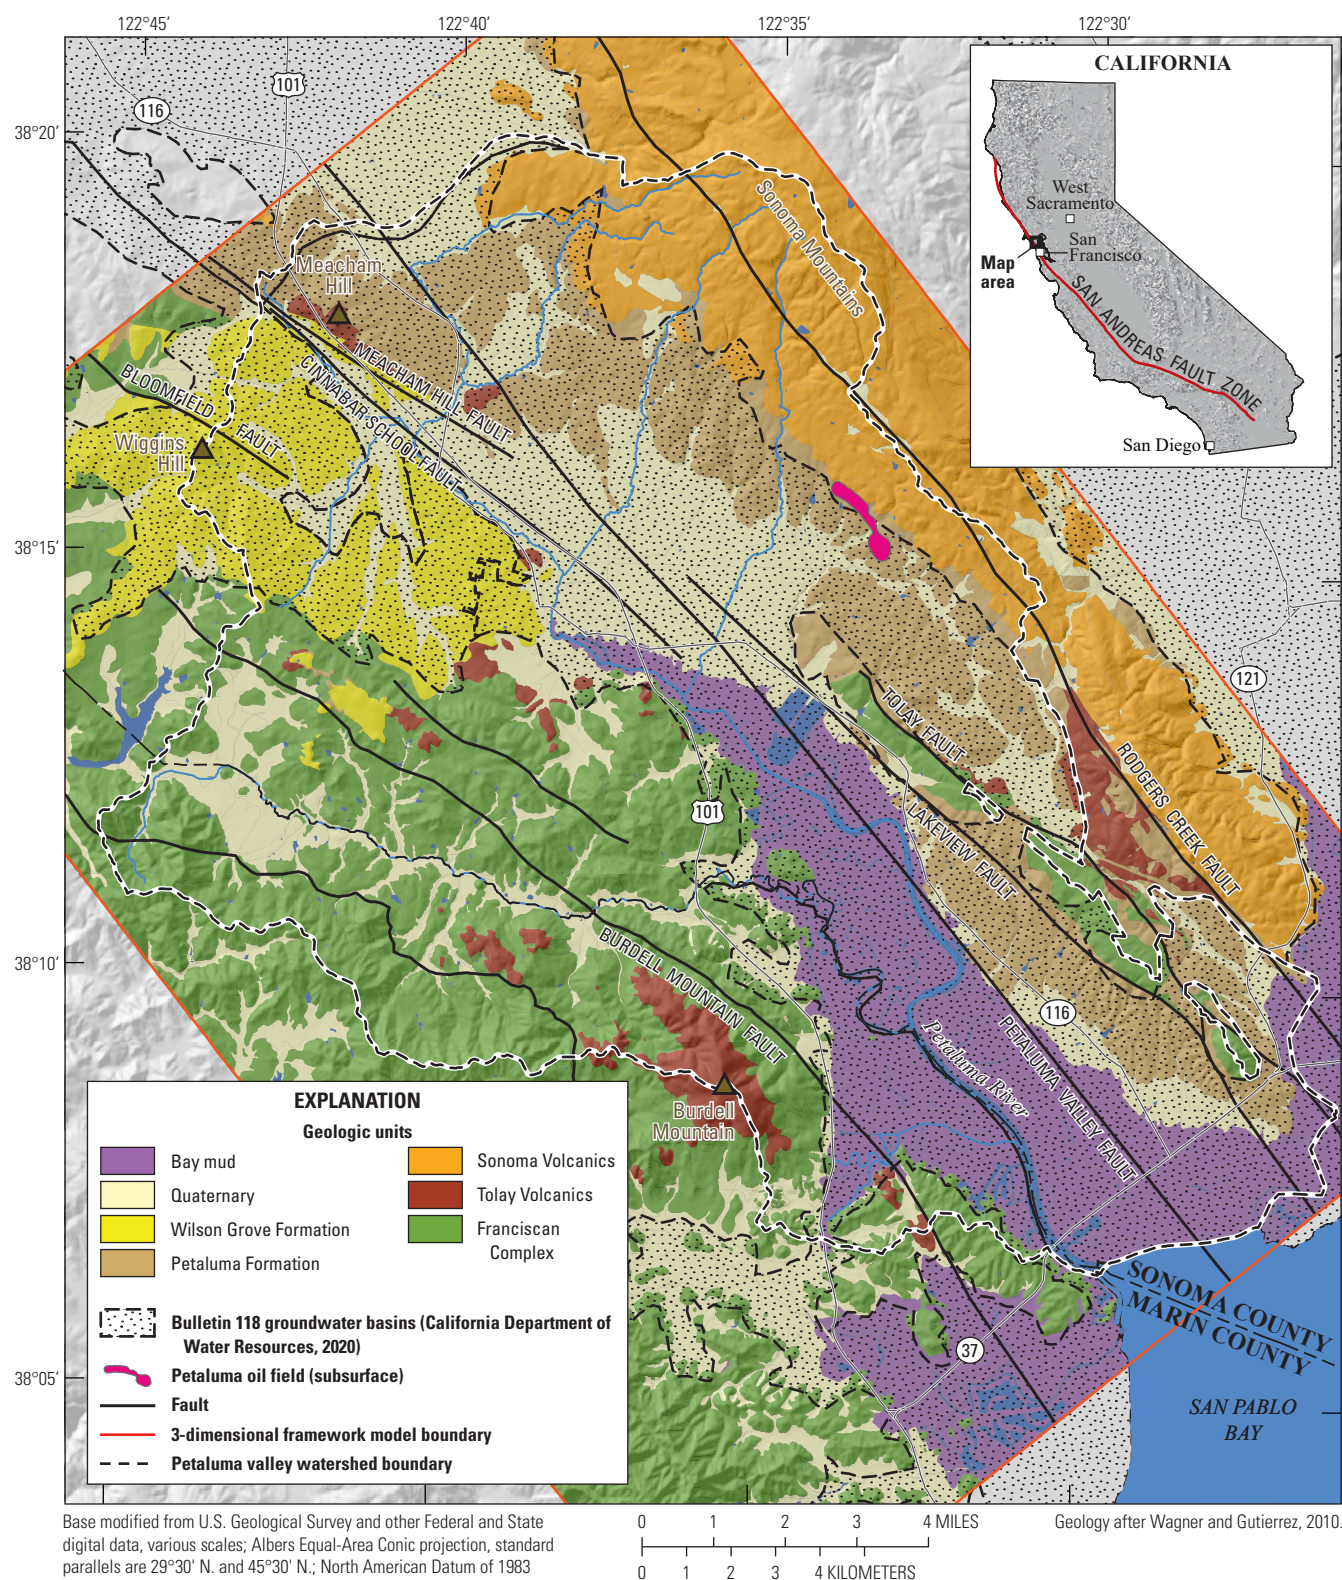 122°45'
122°40'
122°35'
122°30'
38°20'
38°15'
38°10'
38°05'
101
116
CALIFORNIA
West
Sacramento
San
Francisco
Map
area
SAN ANDREAS FAULT ZONE
San Diego
Sonoma Mountains
Meacham
Hill
MEACHAM HILL FAULT
CINNABAR SCHOOL FAULT
BLOOMFIELD
FAULT
Wiggins
Hill
121
TOLAY FAULT
RODGERS CREEK FAULT
LAKEVIEW FAULT
101
BURDELL MOUNTAIN FAULT
116
Petaluma River
PETALUMA VALLEY FAULT
Burdell
Mountain
SONOMA COUNTY
MARIN COUNTY
37
SAN PABLO
BAY
EXPLANATION
Geologic units
Bay mud
Quaternary
Wilson Grove Formation
Petaluma Formation
Sonoma Volcanics
Tolay Volcanics
Franciscan
Complex
Bulletin 118 groundwater basins (California Department of
Water Resources, 2020)
Petaluma oil field (subsurface)
Fault
3-dimensional framework model boundary
Petaluma valley watershed boundary
Base modified from U.S. Geological Survey and other Federal and State
digital data, various scales; Albers Equal-Area Conic projection, standard
parallels are 29°30' N. and 45°30' N.; North American Datum of 1983
0 1 2 3 4 MILES
0 1 2 3 4 KILOMETERS
Geology after Wagner and Gutierrez, 2010.